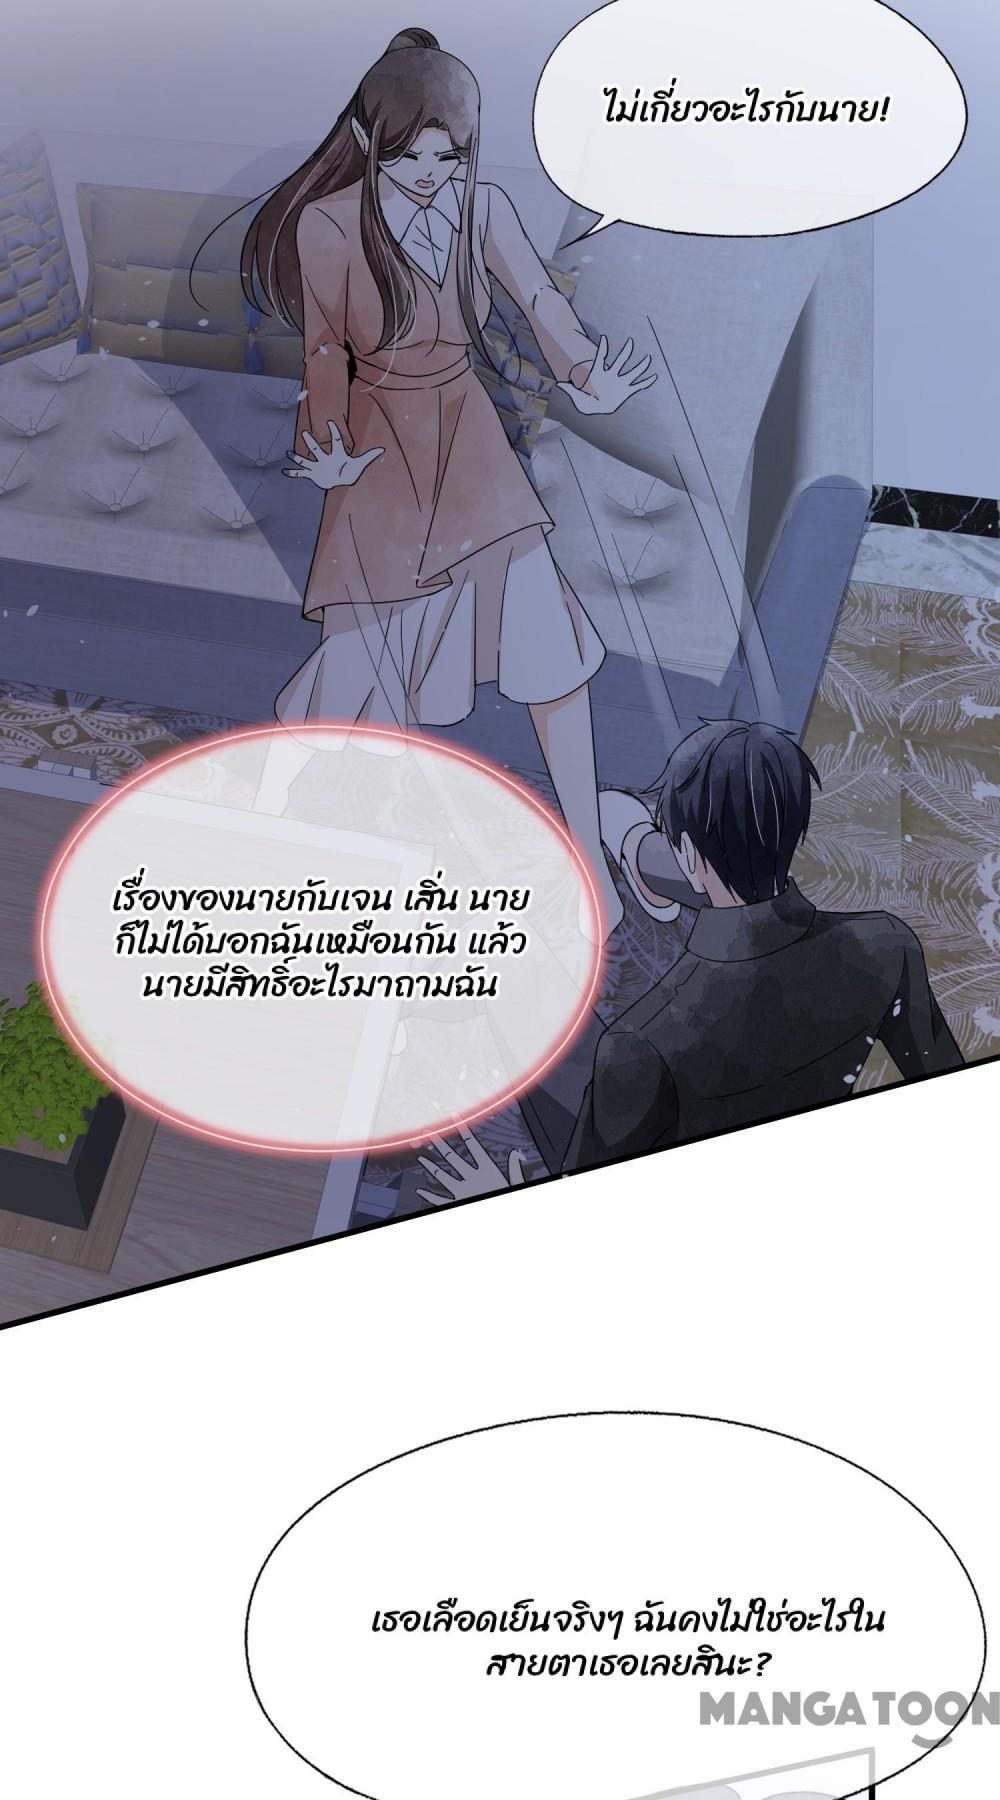 ไม่เกี่ยวอะไรกับนาย!
เรื่องของนายกับเจน เสิ่น นาย
ก็ไม่ได้บอกฉันเหมือนกัน แล้ว
นายมีสิทธิ์อะไรมาถามฉัน
เธอเลือดเย็นจริงๆ ฉันคงไม่ใช่อะไรใน
สายตาเธอเลยสินะ?
MANGATOON